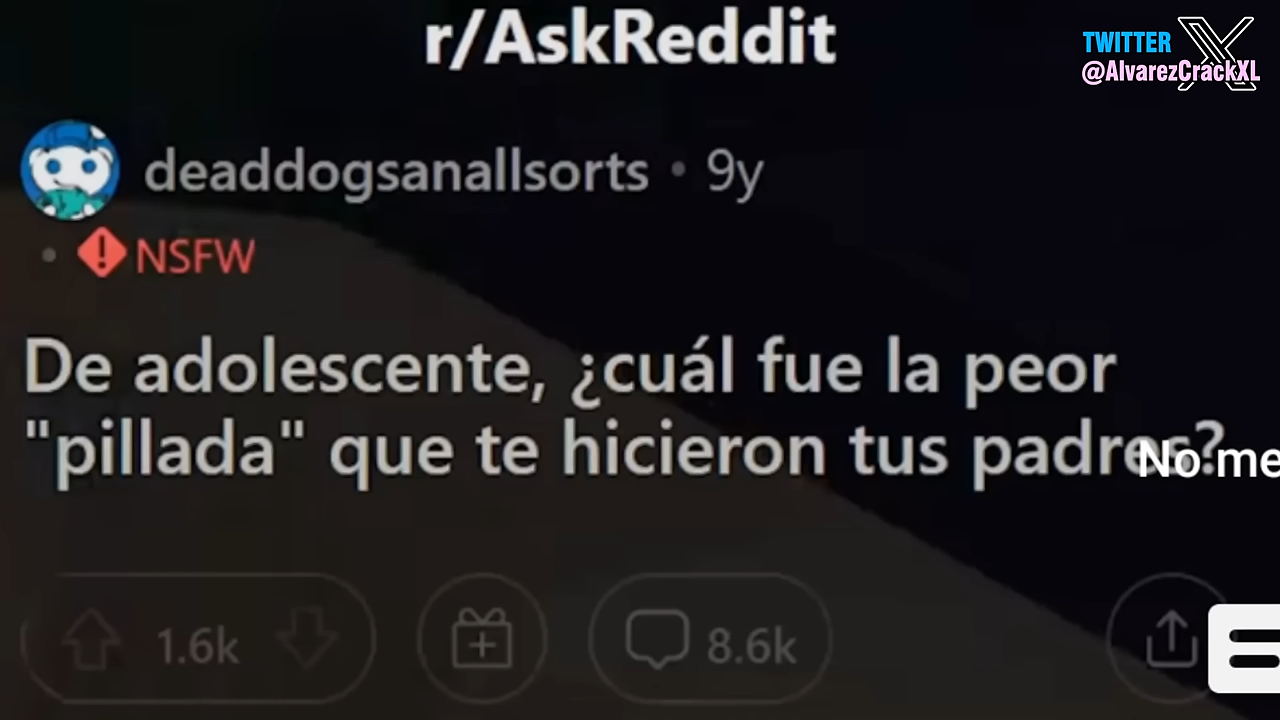 r/AskReddit
TWITTER
@AlvarezCrackXL
deaddogsanallsorts • 9y
• NSFW
De adolescente, ¿cuál fue la peor
"pillada" que te hicieron tus padres?
No me
1.6k
8.6k